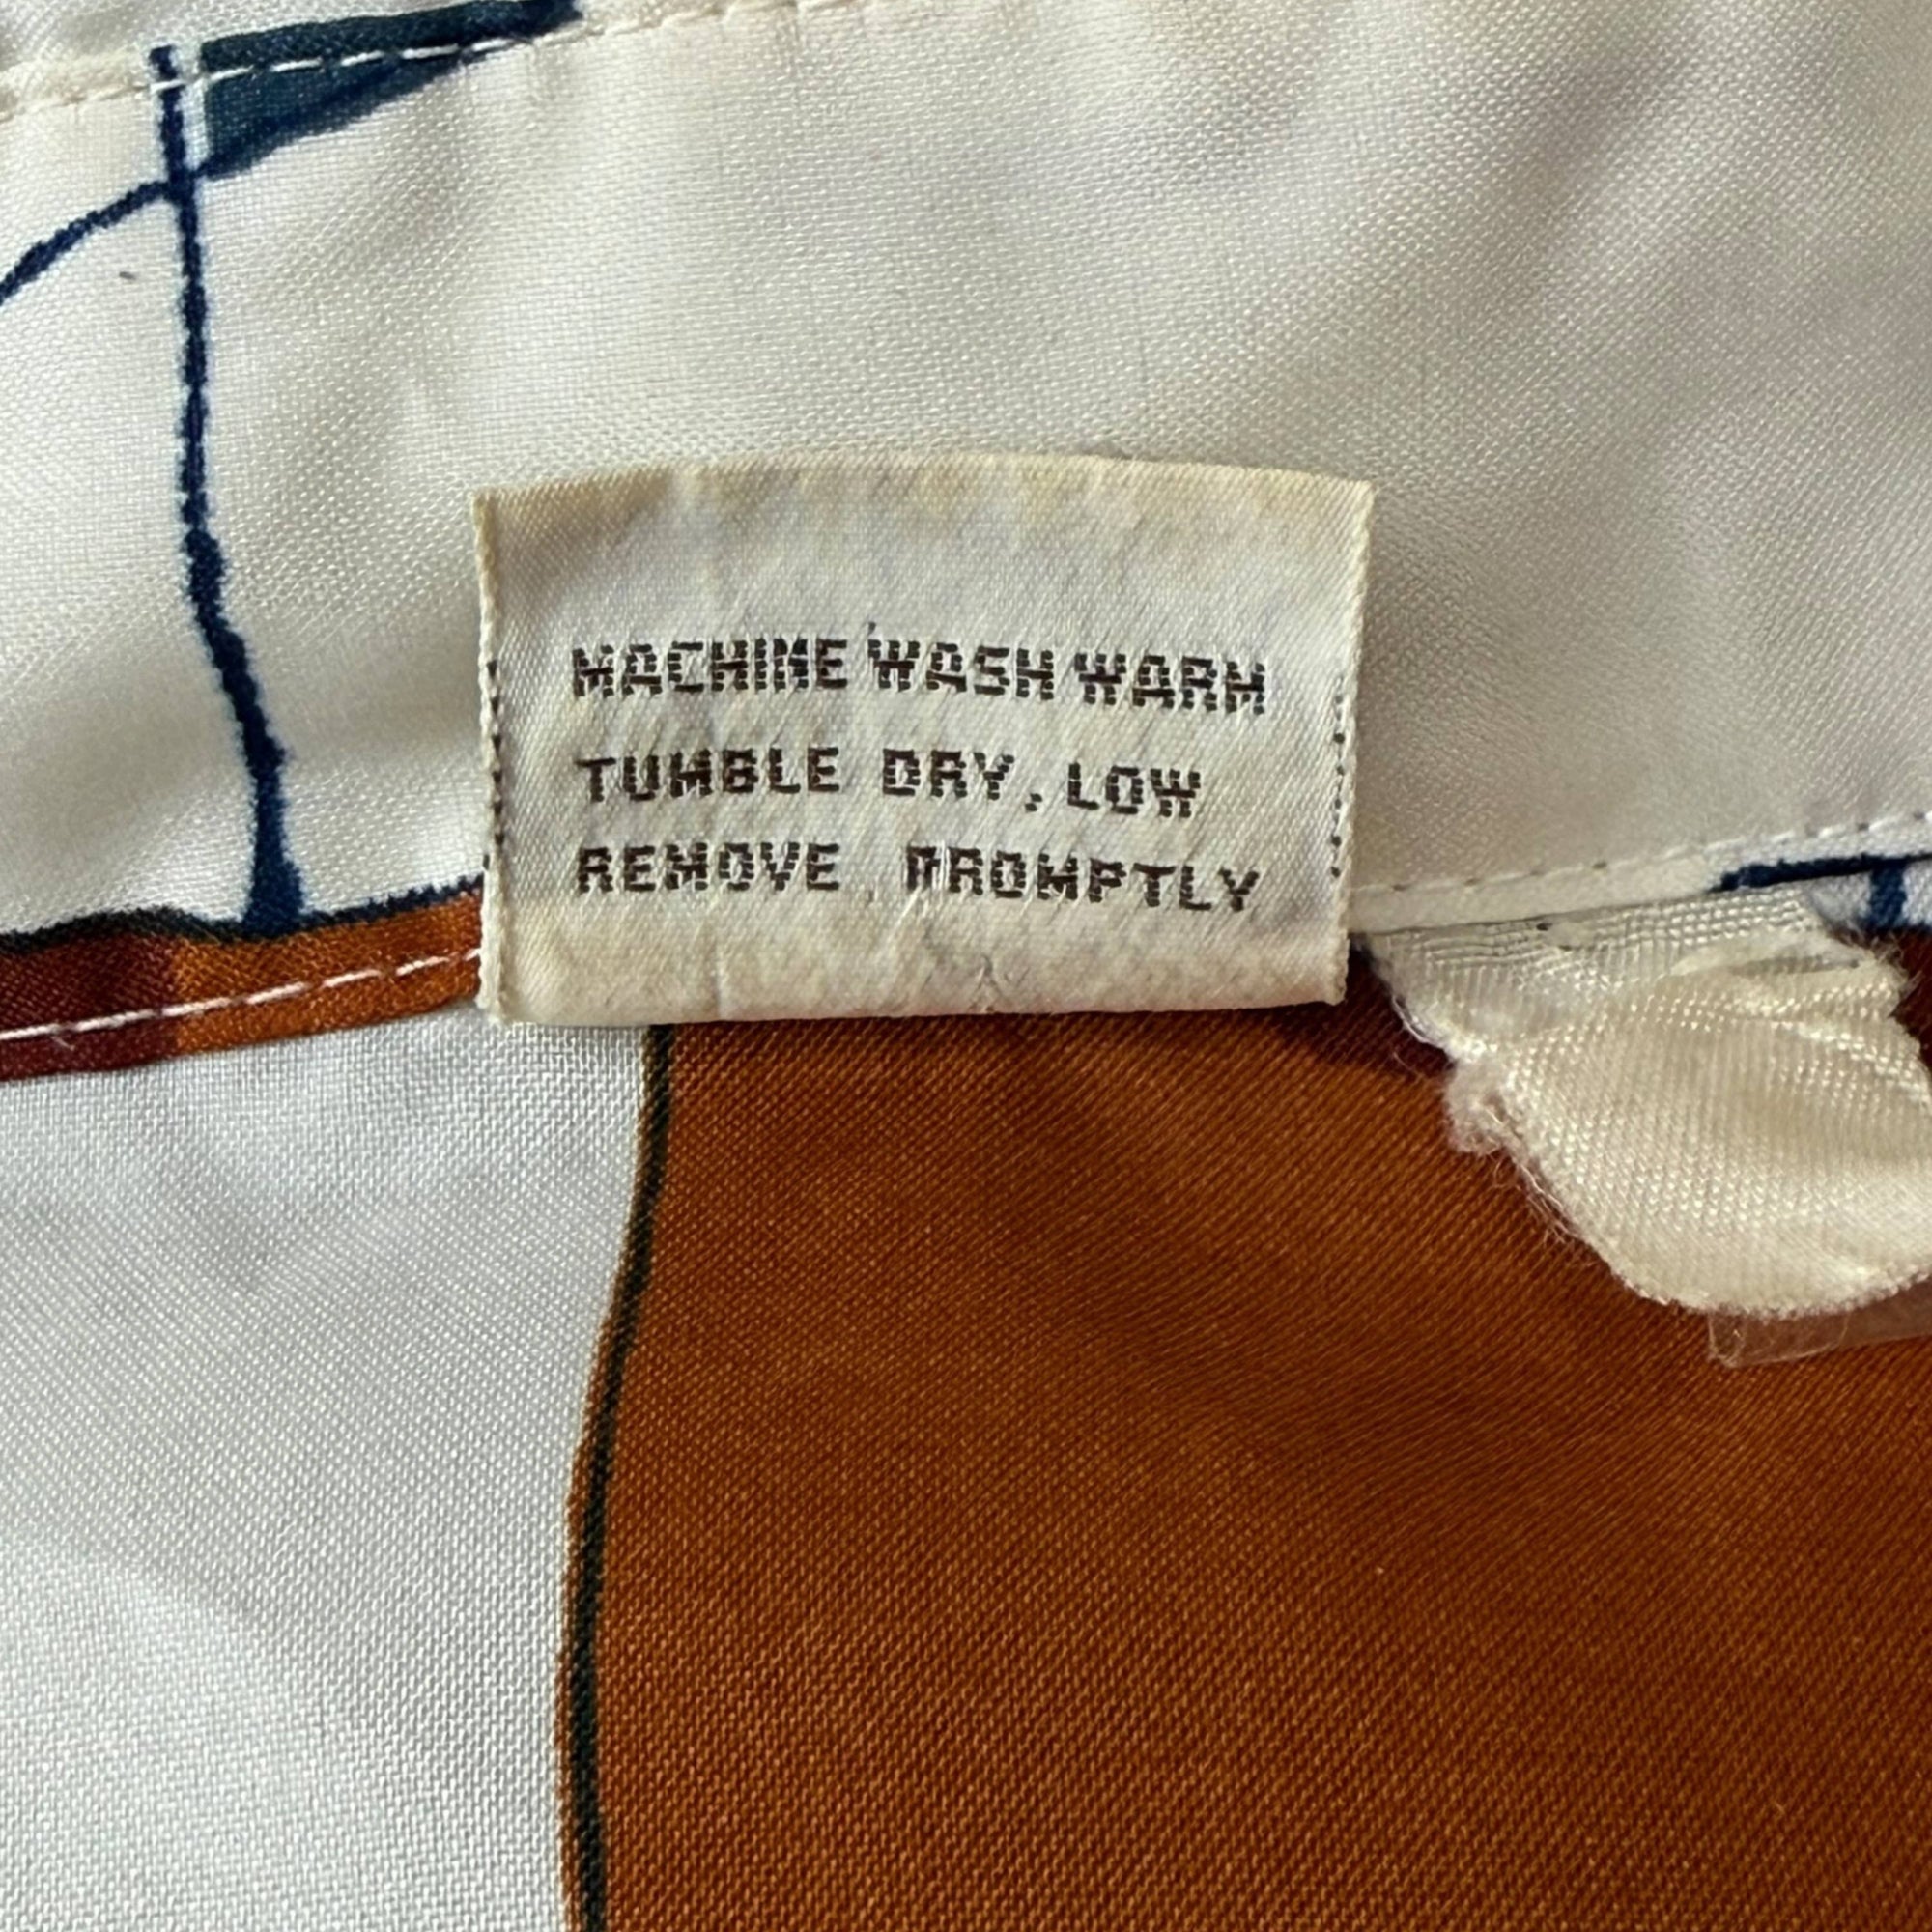 MACHINE WASH WARM
TUMBLE DRY, LOW
REMOVE PROMPTLY